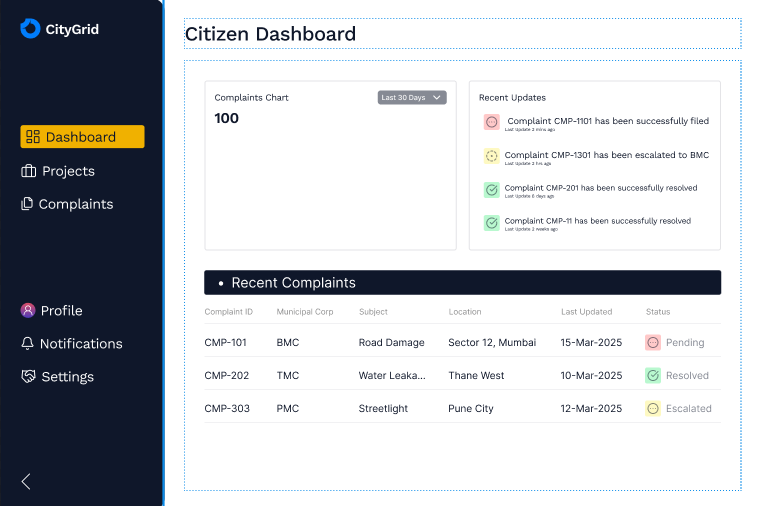 CityGrid
Dashboard
Projects
Complaints
Profile
Notifications
Settings
Citizen Dashboard
Complaints Chart
Last 30 Days
100
Recent Updates
Complaint CMP-1101 has been successfully filed
Last Update 2 mins ago
Complaint CMP-1301 has been escalated to BMC
Last Update 3 hrs ago
Complaint CMP-201 has been successfully resolved
Last Update 6 days ago
Complaint CMP-11 has been successfully resolved
Last Update 2 weeks ago
• Recent Complaints
Complaint ID Municipal Corp Subject Location Last Updated Status
CMP-101 BMC Road Damage Sector 12, Mumbai 15-Mar-2025 Pending
CMP-202 TMC Water Leaka... Thane West 10-Mar-2025 Resolved
CMP-303 PMC Streetlight Pune City 12-Mar-2025 Escalated